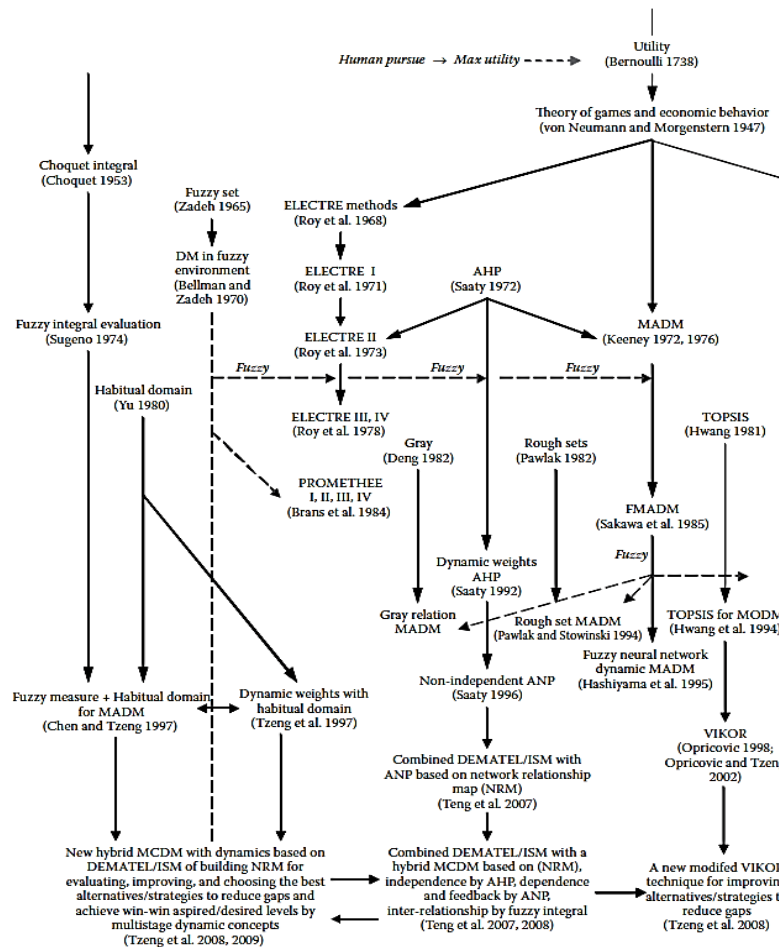 Utility
(Bernoulli 1738)
Human pursue → Max utility
Theory of games and economic behavior
(von Neumann and Morgenstern 1947)
Choquet integral
(Choquet 1953)
Fuzzy set
(Zadeh 1965)
ELECTRE methods
(Roy et al. 1968)
DM in fuzzy
environment
(Bellman and
Zadeh 1970)
ELECTRE I
(Roy et al. 1971)
AHP
(Saaty 1972)
Fuzzy integral evaluation
(Sugeno 1974)
ELECTRE II
(Roy et al. 1973)
MADM
(Keeney 1972, 1976)
Fuzzy
Fuzzy
Fuzzy
Habitual domain
(Yu 1980)
ELECTRE III, IV
(Roy et al. 1978)
TOPSIS
(Hwang 1981)
Gray
(Deng 1982)
Rough sets
(Pawlak 1982)
PROMETHEE
I, II, III, IV
(Brans et al. 1984)
FMADM
(Sakawa et al. 1985)
Fuzzy
Dynamic weights
AHP
(Saaty 1992)
Gray relation
MADM
Rough set MADM
(Pawlak and Stowinski 1994)
TOPSIS for MODM
(Hwang et al. 1994)
Fuzzy neural network
dynamic MADM
(Hashiyama et al. 1995)
Non-independent ANP
(Saaty 1996)
Fuzzy measure + Habitual domain
for MADM
(Chen and Tzeng 1997)
Dynamic weights with
habitual domain
(Tzeng et al. 1997)
VIKOR
(Opricovic 1998;
Opricovic and Tzen
2002)
Combined DEMATEL/ISM with
ANP based on network relationship
map (NRM)
(Teng et al. 2007)
New hybrid MCDM with dynamics based on
DEMATEL/ISM of building NRM for
evaluating, improving, and choosing the best
alternatives/strategies to reduce gaps and
achieve win-win aspired/desired levels by
multistage dynamic concepts
(Tzeng et al. 2008, 2009)
Combined DEMATEL/ISM with a
hybrid MCDM based on (NRM),
independence by AHP, dependence
and feedback by ANP,
inter-relationship by fuzzy integral
(Teng et al. 2007, 2008)
A new modifed VIKO
technique for improvin
alternatives/strategies t
reduce gaps
(Tzeng et al. 2008)